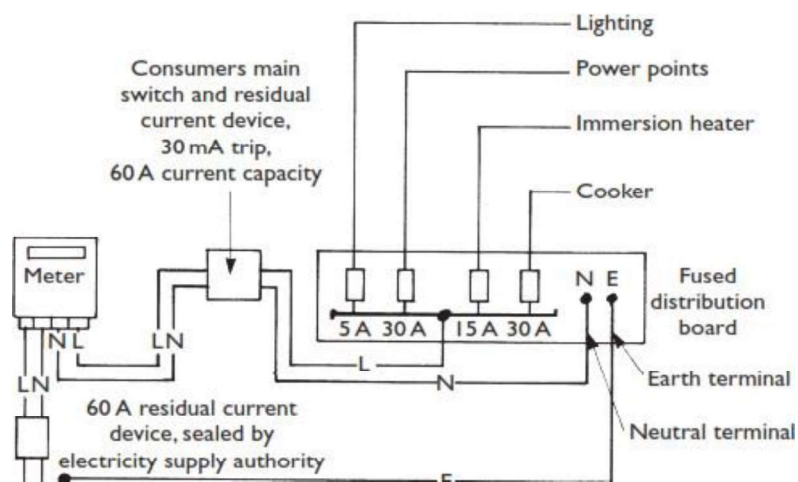 Lighting
Power points
Immersion heater
Cooker
Consumers main
switch and residual
current device,
30 mA trip,
60 A current capacity
Meter
N L
L N
L N
5 A 30 A 15 A 30 A
N E
Fused
distribution
board
L
N
Earth terminal
Neutral terminal
60 A residual current
device, sealed by
electricity supply authority
E